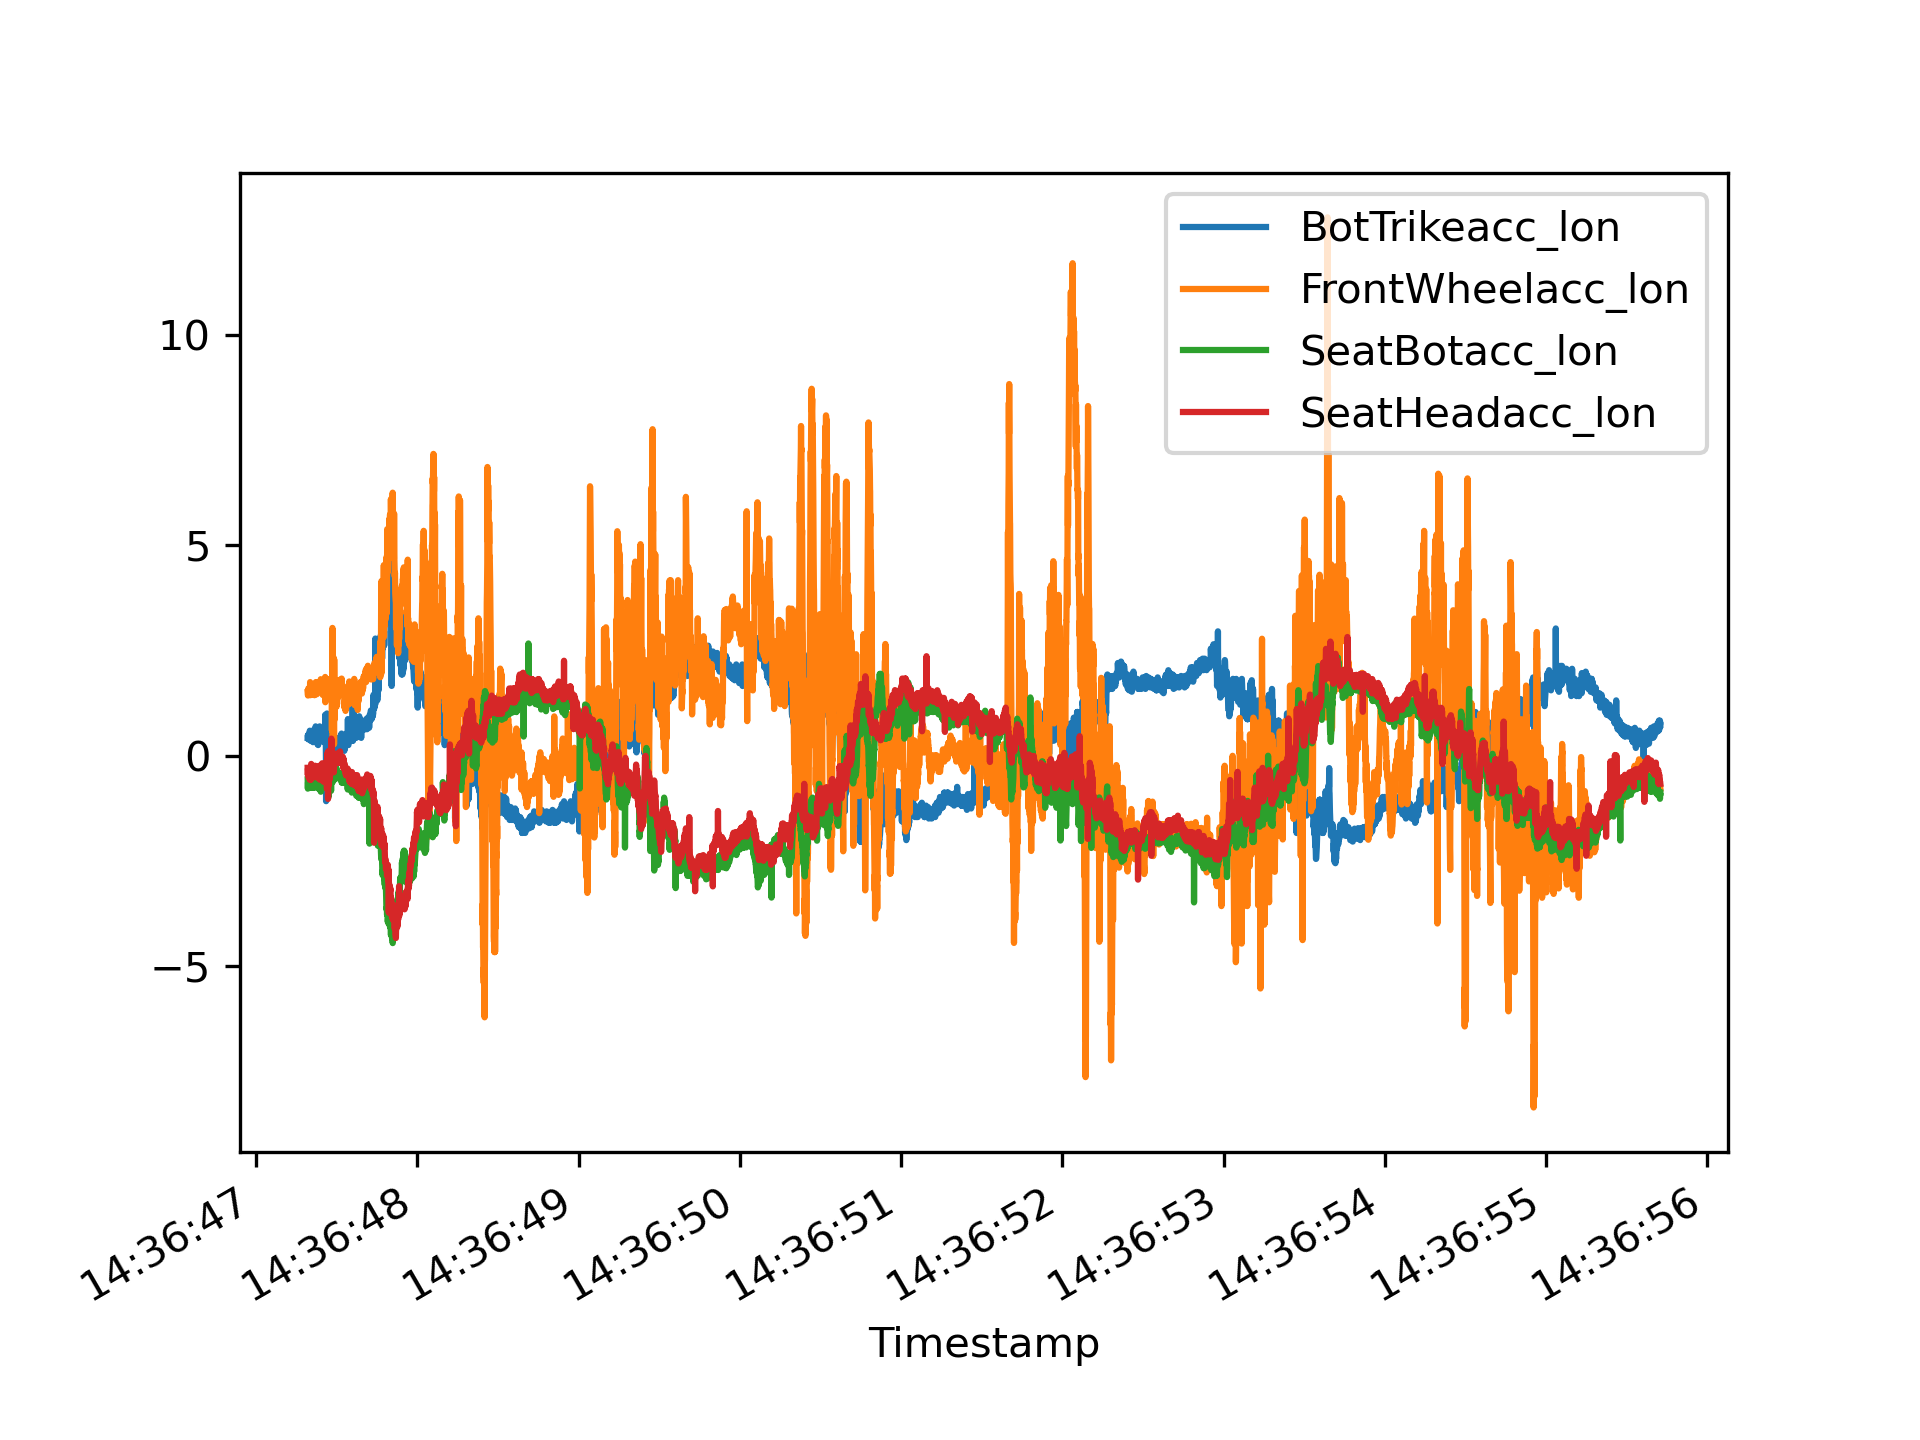 BotTrikeacc_lon
FrontWheelacc_lon
SeatBotacc_lon
SeatHeadacc_lon
10
5
0
−5
14:36:47
14:36:48
14:36:49
14:36:50
14:36:51
14:36:52
14:36:53
14:36:54
14:36:55
14:36:56
Timestamp